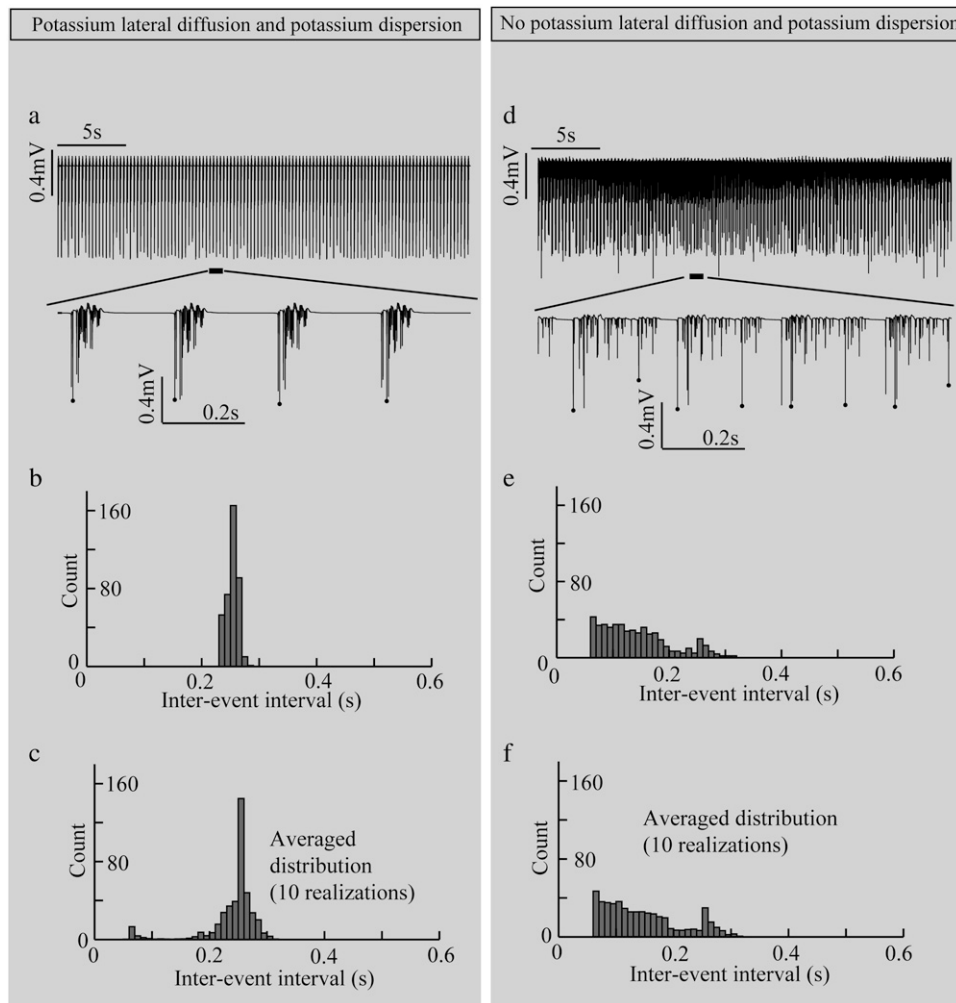 Potassium lateral diffusion and potassium dispersion
a
5s
0.4mV
0.4mV
0.2s
b
160
80
0
Count
0 0.2 0.4 0.6
Inter-event interval (s)
c
160
80
0
Count
Averaged
distribution
(10 realizations)
0 0.2 0.4 0.6
Inter-event interval (s)
No potassium lateral diffusion and potassium dispersion
d
5s
0.4mV
0.4mV
0.2s
e
160
80
0
Count
0 0.2 0.4 0.6
Inter-event interval (s)
f
160
80
0
Count
Averaged distribution
(10 realizations)
0 0.2 0.4 0.6
Inter-event interval (s)